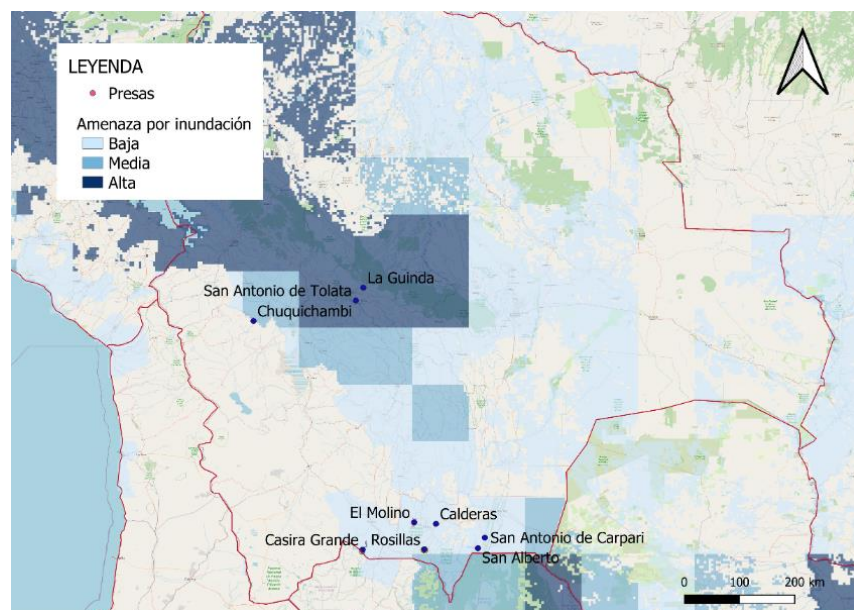 LEYENDA
Presas
Amenaza por inundación
Baja
Media
Alta
La Guinda
San Antonio de Tolata
Chuquichambi
El Molino
Calderas
Casira Grande
Rosillas
San Antonio de Carpari
San Alberto
0 100 200 km